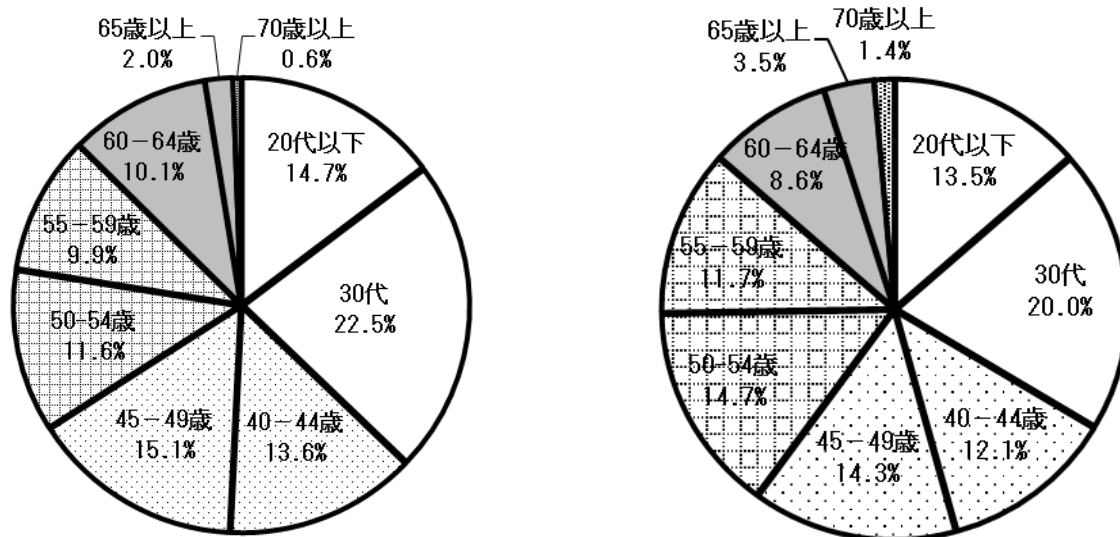 65歳以上
2.0%
70歳以上
0.6%
20代以下
14.7%
30代
22.5%
40－44歳
13.6%
45－49歳
15.1%
50-54歳
11.6%
55－59歳
9.9%
60－64歳
10.1%
65歳以上
3.5%
70歳以上
1.4%
20代以下
13.5%
30代
20.0%
40－44歳
12.1%
45－49歳
14.3%
50-54歳
14.7%
55－59歳
11.7%
60－64歳
8.6%